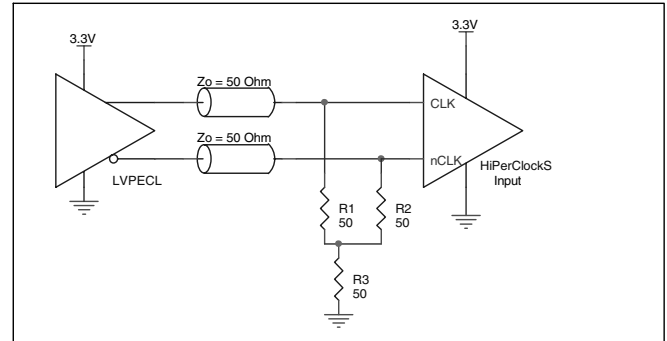 3.3V
3.3V
Zo = 50 Ohm
CLK
Zo = 50 Ohm
nCLK
HiPerClockS
Input
LVPECL
R1
50
R2
50
R3
50